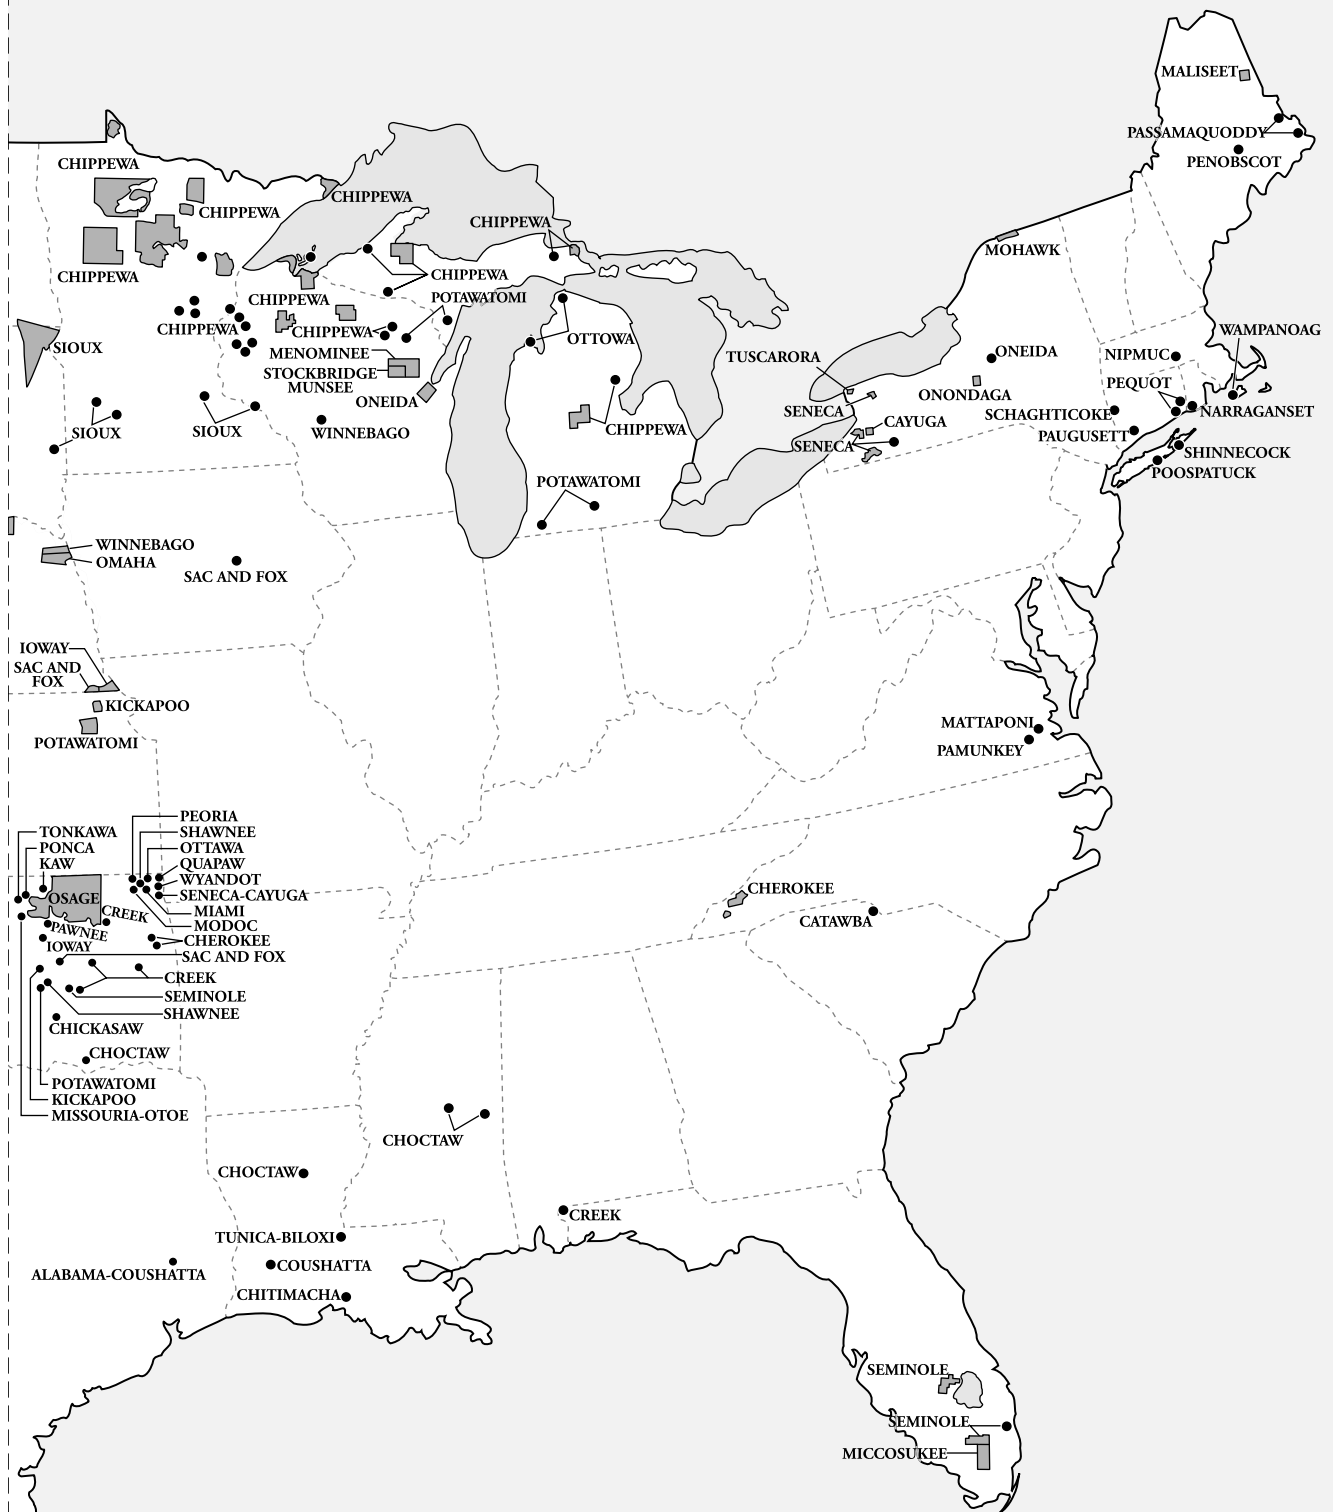 MALISEET
PASSAMAQUODDY
PENOBSCOT
CHIPPEWA
CHIPPEWA
CHIPPEWA
CHIPPEWA
CHIPPEWA
MOHAWK
CHIPPEWA
CHIPPEWA
POTAWATOMI
CHIPPEWA
CHIPPEWA
CHIPPEWA
WAMPANOAG
OTTOWA
SIOUX
MENOMINEE
TUSCARORA
ONEIDA
NIPMUC
STOCKBRIDGE
MUNSEE
PEQUOT
ONEIDA
ONONDAGA
SENECA
SCHAGHTICOKE
NARRAGANSET
CAYUGA
SIOUX
SIOUX
WINNEBAGO
CHIPPEWA
PAUGUSETT
SENECA
SHINNECOCK
POOSPATUCK
POTAWATOMI
WINNEBAGO
OMAHA
SAC AND FOX
IOWAY
SAC AND
FOX
KICKAPOO
POTAWATOMI
MATTAPONI
PAMUNKEY
PEORIA
TONKAWA
SHAWNEE
PONCA
OTTAWA
KAW
QUAPAW
WYANDOT
CHEROKEE
SENECA-CAYUGA
OSAGE
MIAMI
CREEK
CATAWBA
MODOC
PAWNEE
CHEROKEE
IOWAY
SAC AND FOX
CREEK
SEMINOLE
SHAWNEE
CHICKASAW
CHOCTAW
POTAWATOMI
KICKAPOO
MISSOURIA-OTOE
CHOCTAW
CHOCTAW
CREEK
TUNICA-BILOXI
COUSHATTA
ALABAMA-COUSHATTA
CHITIMACHA
SEMINOLE
SEMINOLE
MICCOSUKEE